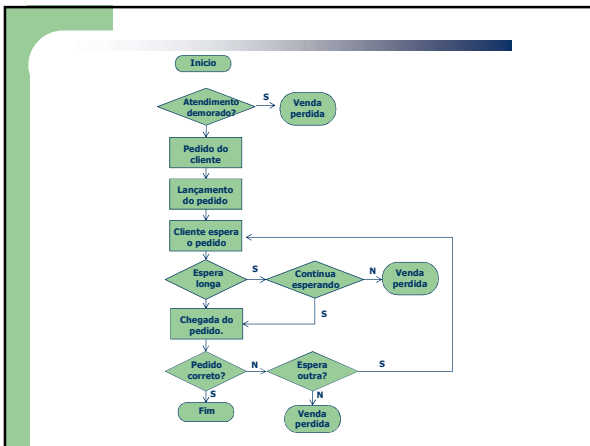 Inicio
Atendimento
demorado?
S
Venda
perdida
Pedido do
cliente
Lançamento
do pedido
Cliente espera
o pedido
Espera
longa
S
Continua
esperando
N
Venda
perdida
S
Chegada do
pedido.
Pedido
correto?
N
Espera
outra?
S
S
Fim
N
Venda
perdida